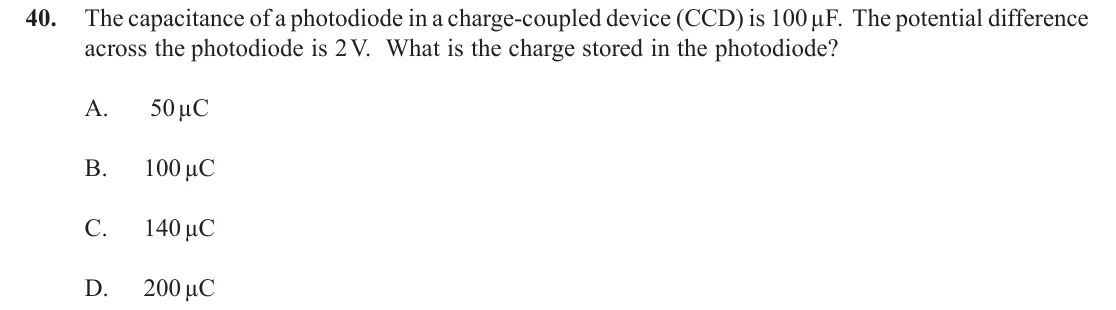 40. The capacitance of a photodiode in a charge-coupled device (CCD) is 100 µF. The potential difference
across the photodiode is 2 V. What is the charge stored in the photodiode?
A. 50 µC
B. 100 µC
C. 140 µC
D. 200 µC